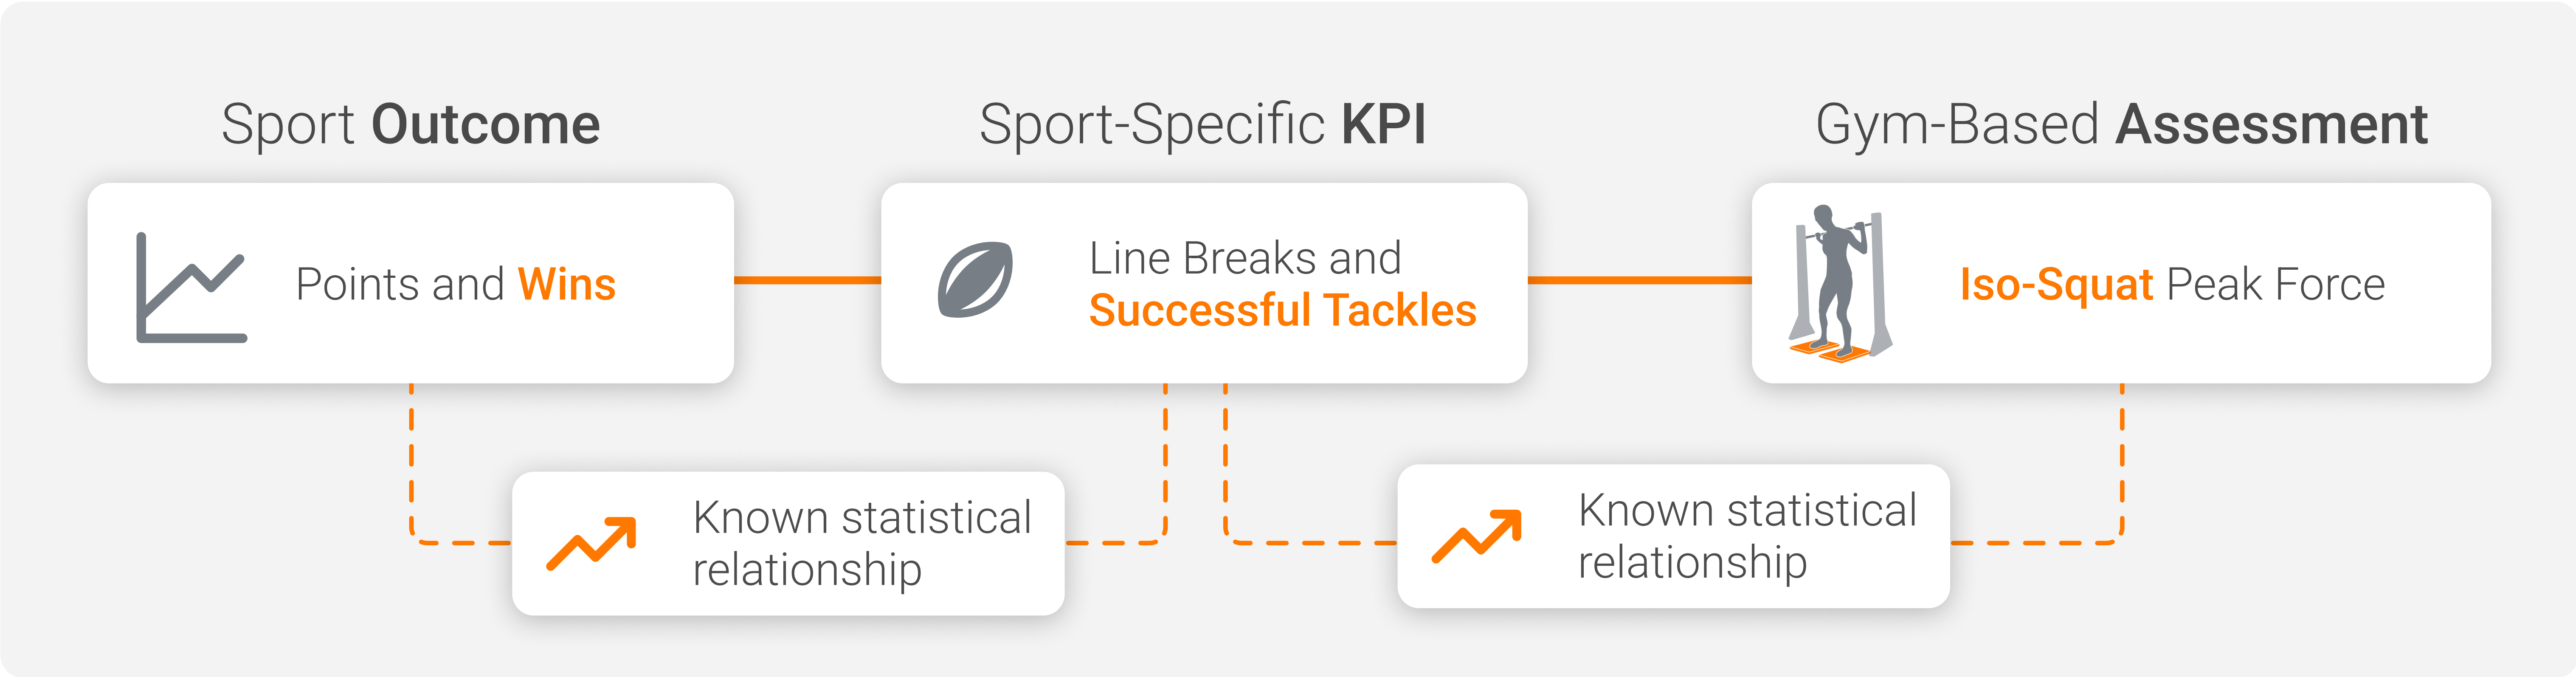 Sport Outcome
Sport-Specific KPI
Gym-Based Assessment
Points and Wins
Line Breaks and
Successful Tackles
Iso-Squat Peak Force
Known statistical
relationship
Known statistical
relationship